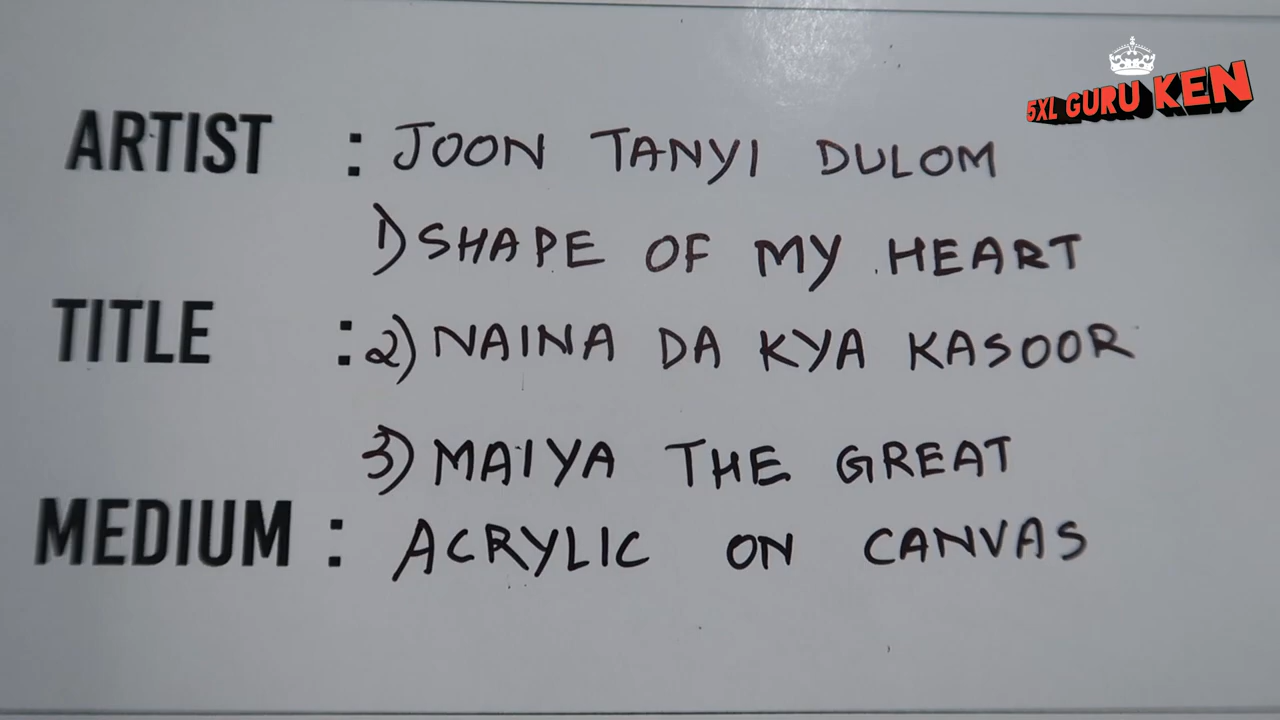 5XL GURU KEN
ARTIST : JOON TANYI DULOM
1) SHAPE OF MY HEART
TITLE : 2) NAINA DA KYA KASOOR
3) MAIYA THE GREAT
MEDIUM : ACRYLIC ON CANVAS